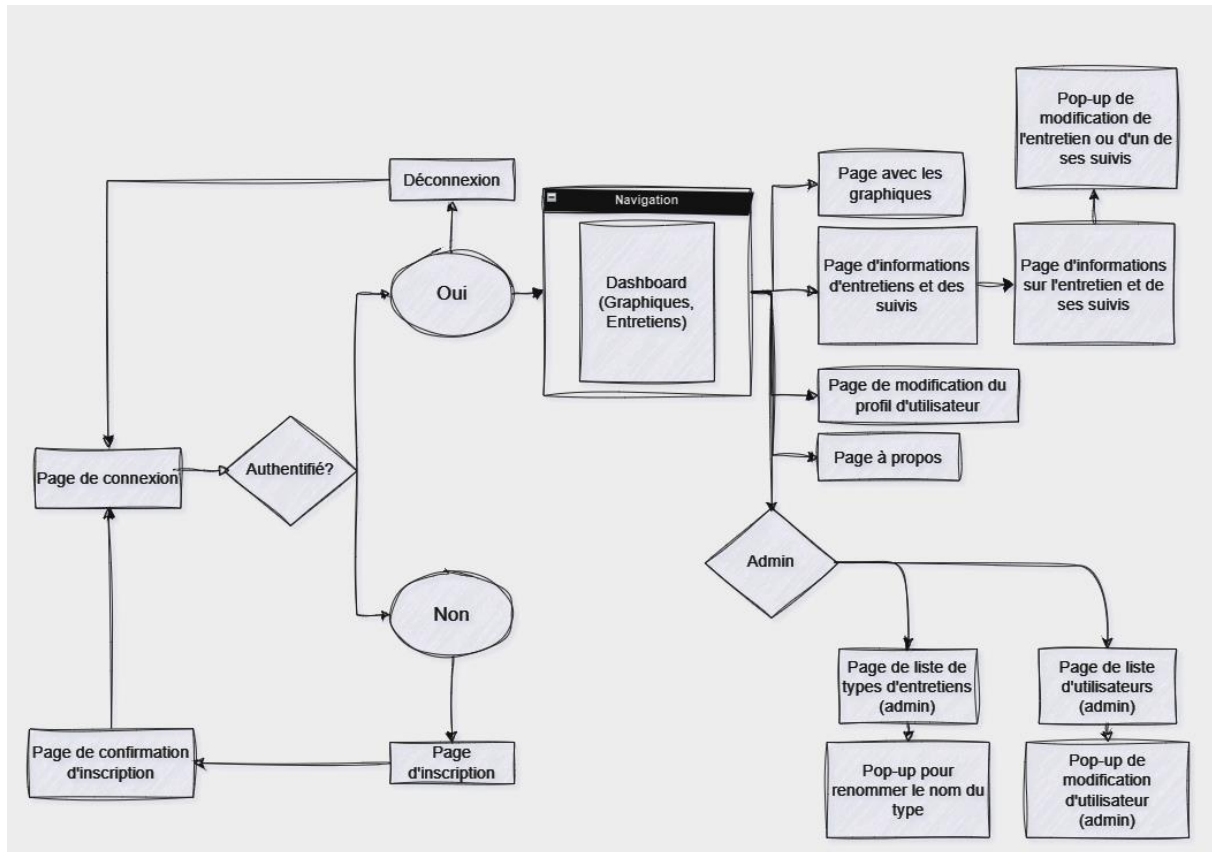 Pop-up de
modification de
l'entretien ou d'un de
ses suivis
Déconnexion
Page avec les
graphiques
Navigation
Oui
Dashboard
(Graphiques,
Entretiens)
Page d'informations
d'entretiens et des
suivis
Page d'informations
sur l'entretien et de
ses suivis
Page de modification du
profil d'utilisateur
Page à propos
Page de connexion
Authentifié?
Admin
Non
Page de liste de
types d'entretiens
(admin)
Page de liste
d'utilisateurs
(admin)
Page de confirmation
d'inscription
Page
d'inscription
Pop-up pour
renommer le nom du
type
Pop-up de
modification
d'utilisateur
(admin)